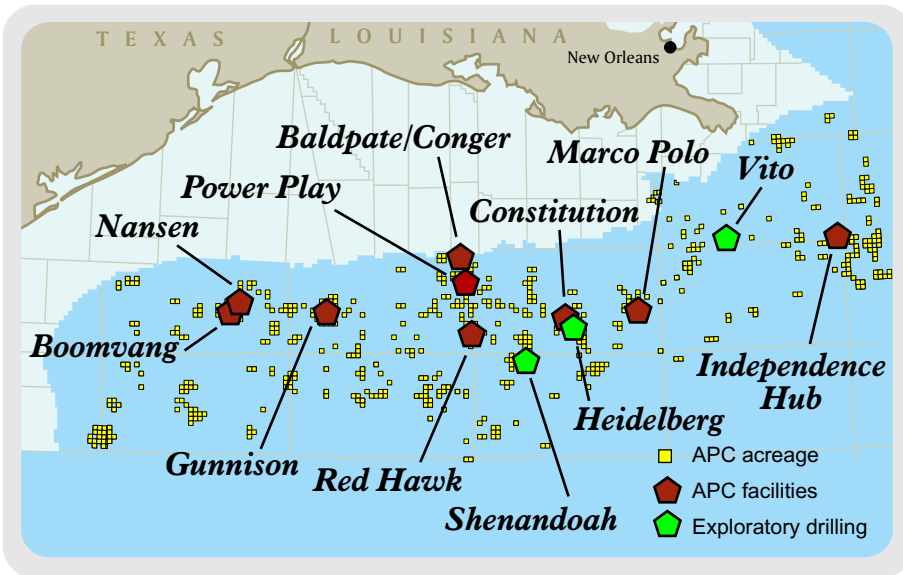 TEXAS
LOUISIANA
New Orleans
Baldpate/Conger
Marco Polo
Vito
Power Play
Constitution
Nansen
Boomvang
Independence
Hub
Heidelberg
Gunnison
Red Hawk
Shenandoah
APC acreage
APC facilities
Exploratory drilling